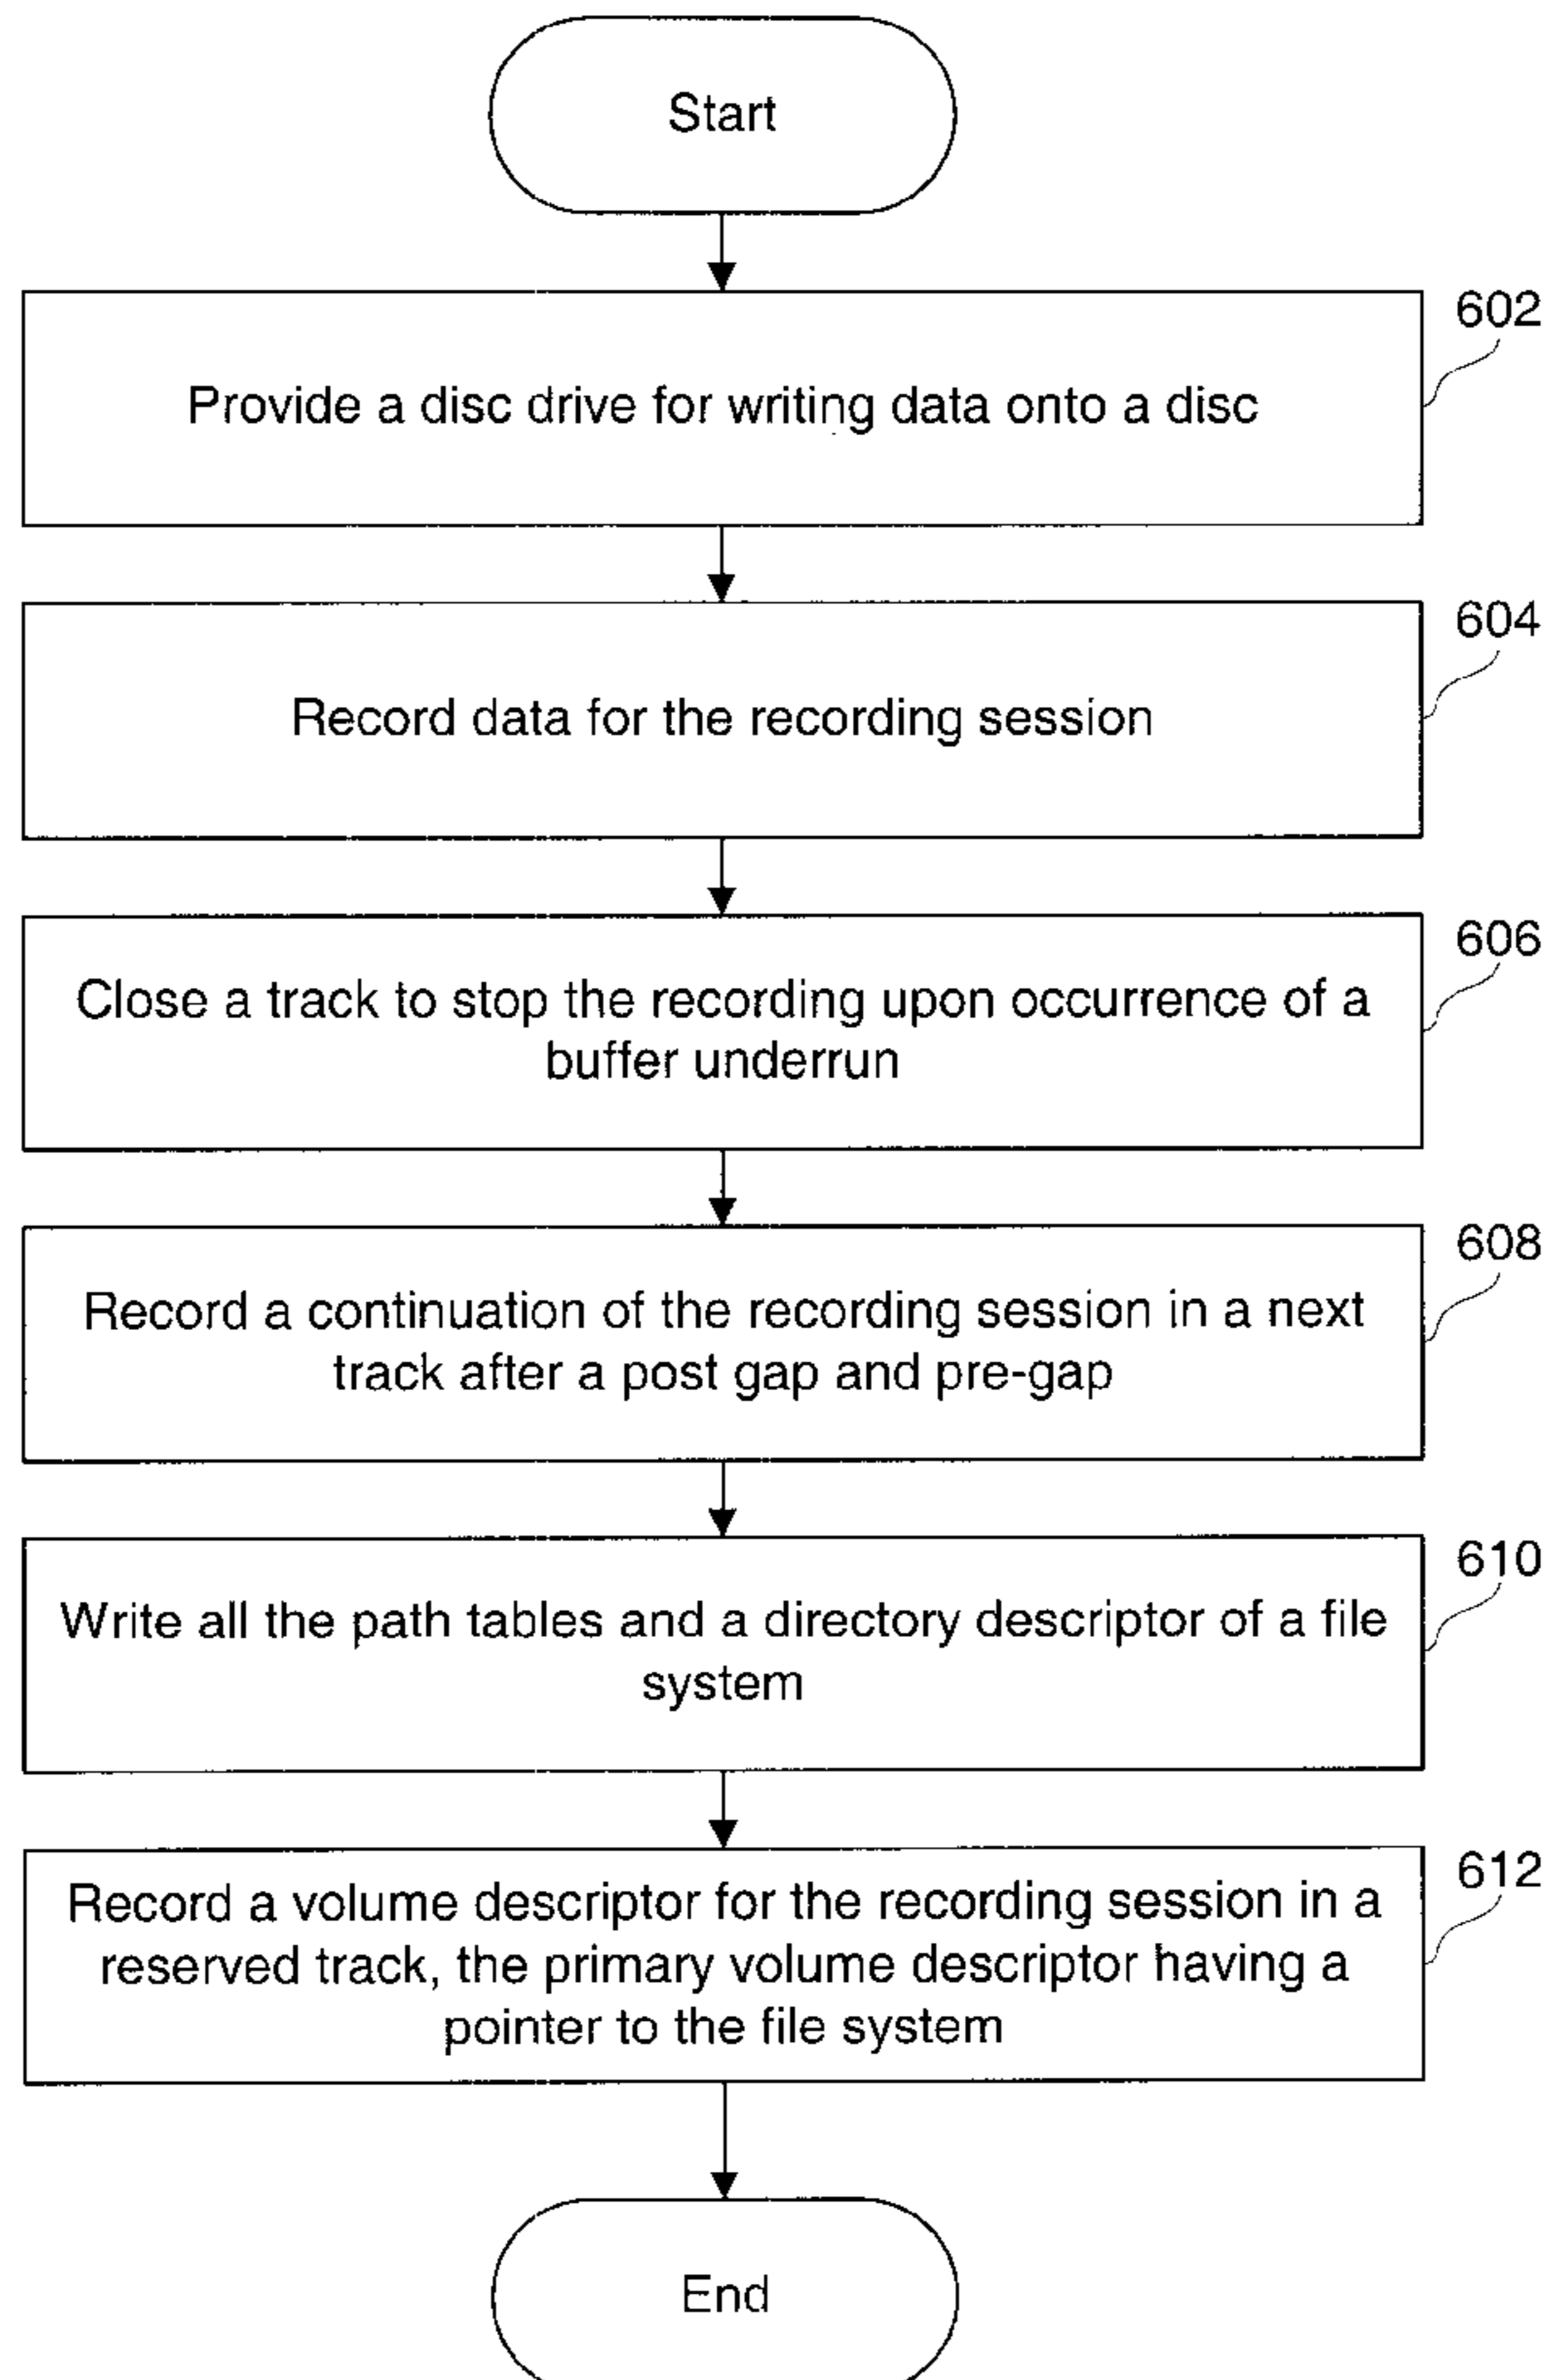 Start
602
Provide a disc drive for writing data onto a disc
604
Record data for the recording session
606
Close a track to stop the recording upon occurrence of a
buffer underrun
608
Record a continuation of the recording session in a next
track after a post gap and pre-gap
610
Write all the path tables and a directory descriptor of a file
system
612
Record a volume descriptor for the recording session in a
reserved track, the primary volume descriptor having a
pointer to the file system
End